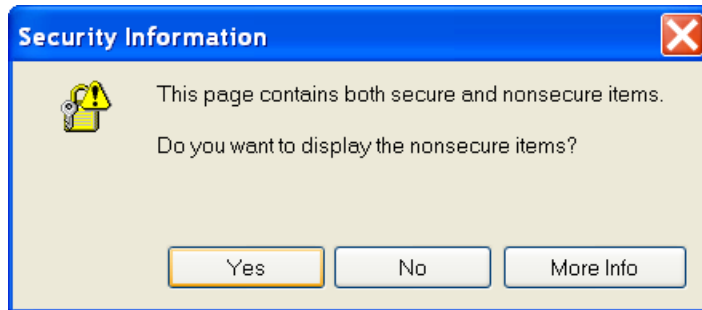 Security Information
This page contains both secure and nonsecure items.
Do you want to display the nonsecure items?
Yes No More Info